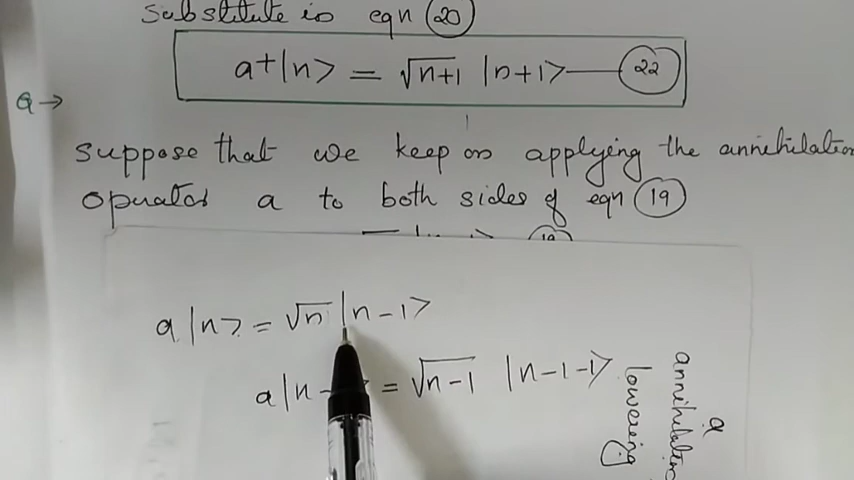 substitute in eqn (20)
a+|n> = √n+1 |n+1> — (22)
a →
suppose that we keep on applying the annihilation
operator a to both sides of eqn (19)
a |n> = √n |n-1>
a |n- = √n-1 |n-1-1>
a
annihilation
lowering